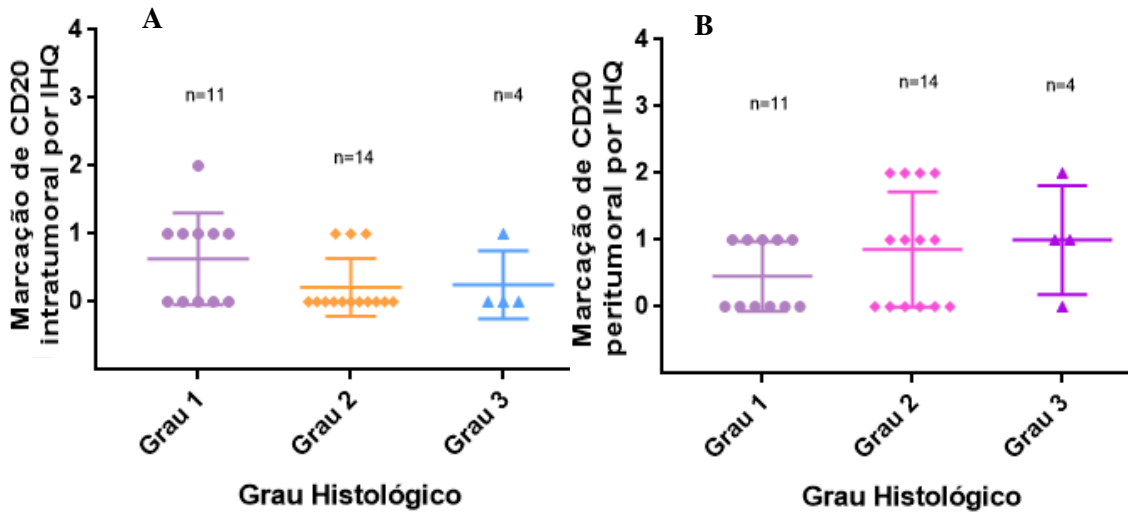 A
Marcação de CD20
intratumoral por IHQ
4
3
2
1
0
n=11
n=14
n=4
Grau 1
Grau 2
Grau 3
Grau Histológico
B
Marcação de CD20
peritumoral por IHQ
4
3
2
1
0
n=11
n=14
n=4
Grau 1
Grau 2
Grau 3
Grau Histológico